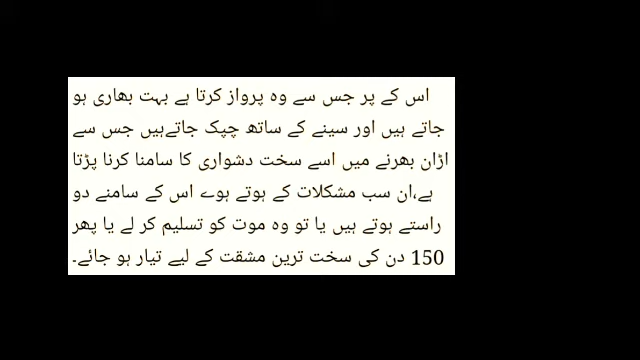 اس کے پر جس سے وہ پرواز کرتا ہے بہت بھاری ہو
جاتے ہیں اور سینے کے ساتھ چپک جاتےہیں جس سے
اڑان بھرنے میں اسے سخت دشواری کا سامنا کرنا پڑتا
ہے،ان سب مشکلات کے ہوتے ہوے اس کے سامنے دو
راستے ہوتے ہیں یا تو وہ موت کو تسلیم کر لے یا پھر
150 دن کی سخت ترین مشقت کے لیے تیار ہو جائے۔